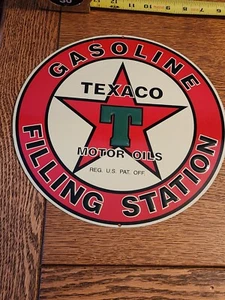 GASOLINE
TEXACO
T
MOTOR OILS
REG. U.S. PAT. OFF.
FILLING STATION